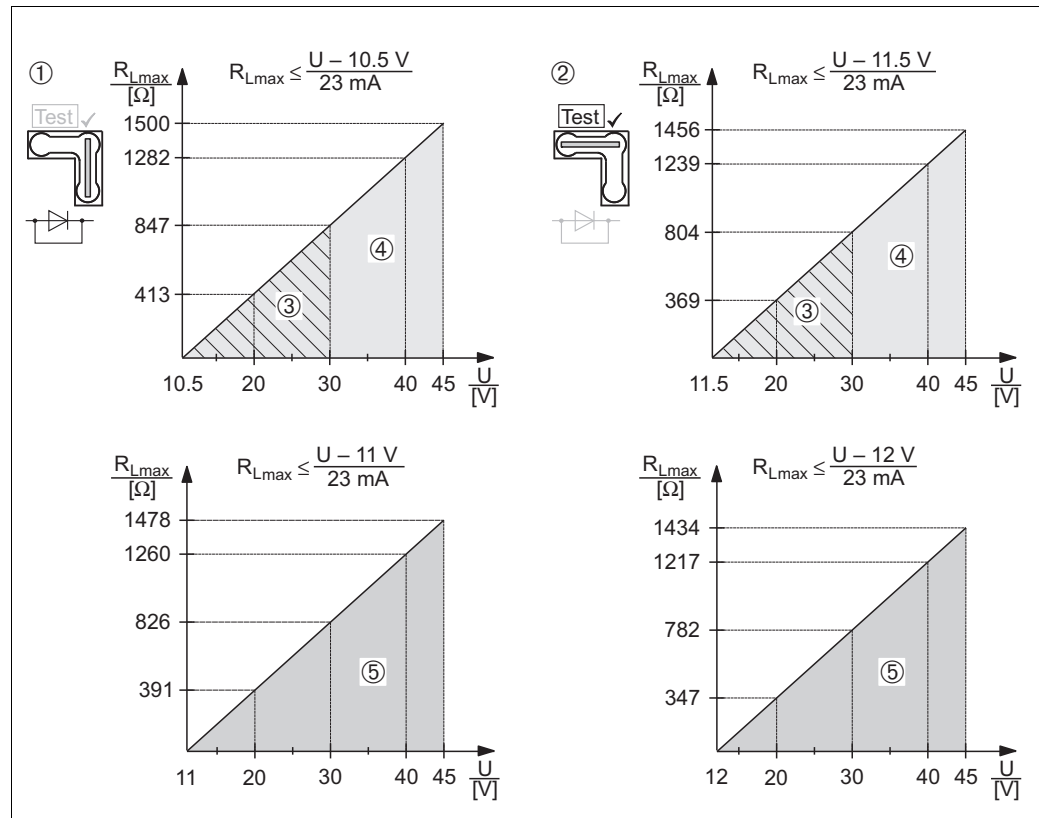 ①
R_Lmax
[Ω]
R_Lmax ≤ U – 10.5 V
23 mA
Test ✓
1500
1282
847
413
③
④
10.5 20 30 40 45 U
[V]
②
R_Lmax
[Ω]
R_Lmax ≤ U – 11.5 V
23 mA
Test ✓
1456
1239
804
369
③
④
11.5 20 30 40 45 U
[V]
R_Lmax
[Ω]
R_Lmax ≤ U – 11 V
23 mA
1478
1260
826
391
⑤
11 20 30 40 45 U
[V]
R_Lmax
[Ω]
R_Lmax ≤ U – 12 V
23 mA
1434
1217
782
347
⑤
12 20 30 40 45 U
[V]